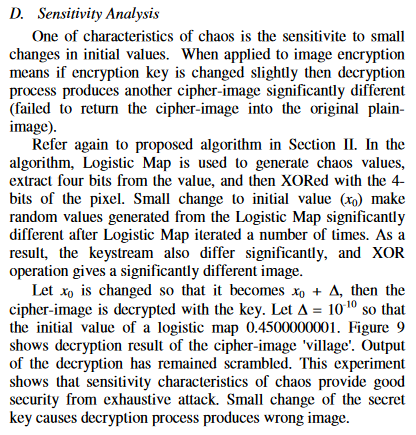 D. Sensitivity Analysis
One of characteristics of chaos is the sensitivite to small
changes in initial values. When applied to image encryption
means if encryption key is changed slightly then decryption
process produces another cipher-image significantly different
(failed to return the cipher-image into the original plain-
image).
Refer again to proposed algorithm in Section II. In the
algorithm, Logistic Map is used to generate chaos values,
extract four bits from the value, and then XORed with the 4-
bits of the pixel. Small change to initial value (x₀) make
random values generated from the Logistic Map significantly
different after Logistic Map iterated a number of times. As a
result, the keystream also differ significantly, and XOR
operation gives a significantly different image.
Let x₀ is changed so that it becomes x₀ + Δ, then the
cipher-image is decrypted with the key. Let Δ = 10⁻¹⁰ so that
the initial value of a logistic map 0.4500000001. Figure 9
shows decryption result of the cipher-image 'village'. Output
of the decryption has remained scrambled. This experiment
shows that sensitivity characteristics of chaos provide good
security from exhaustive attack. Small change of the secret
key causes decryption process produces wrong image.